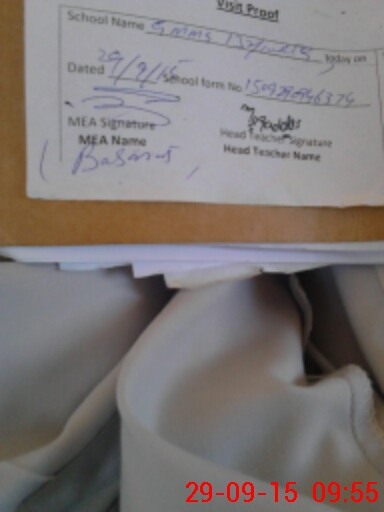 Visit Proof
School Name GMMS today on
Dated 29/9/15 School form No.
MEA Signature
MEA Name
Head Teacher Signature
Head Teacher Name
29-09-15 09:55